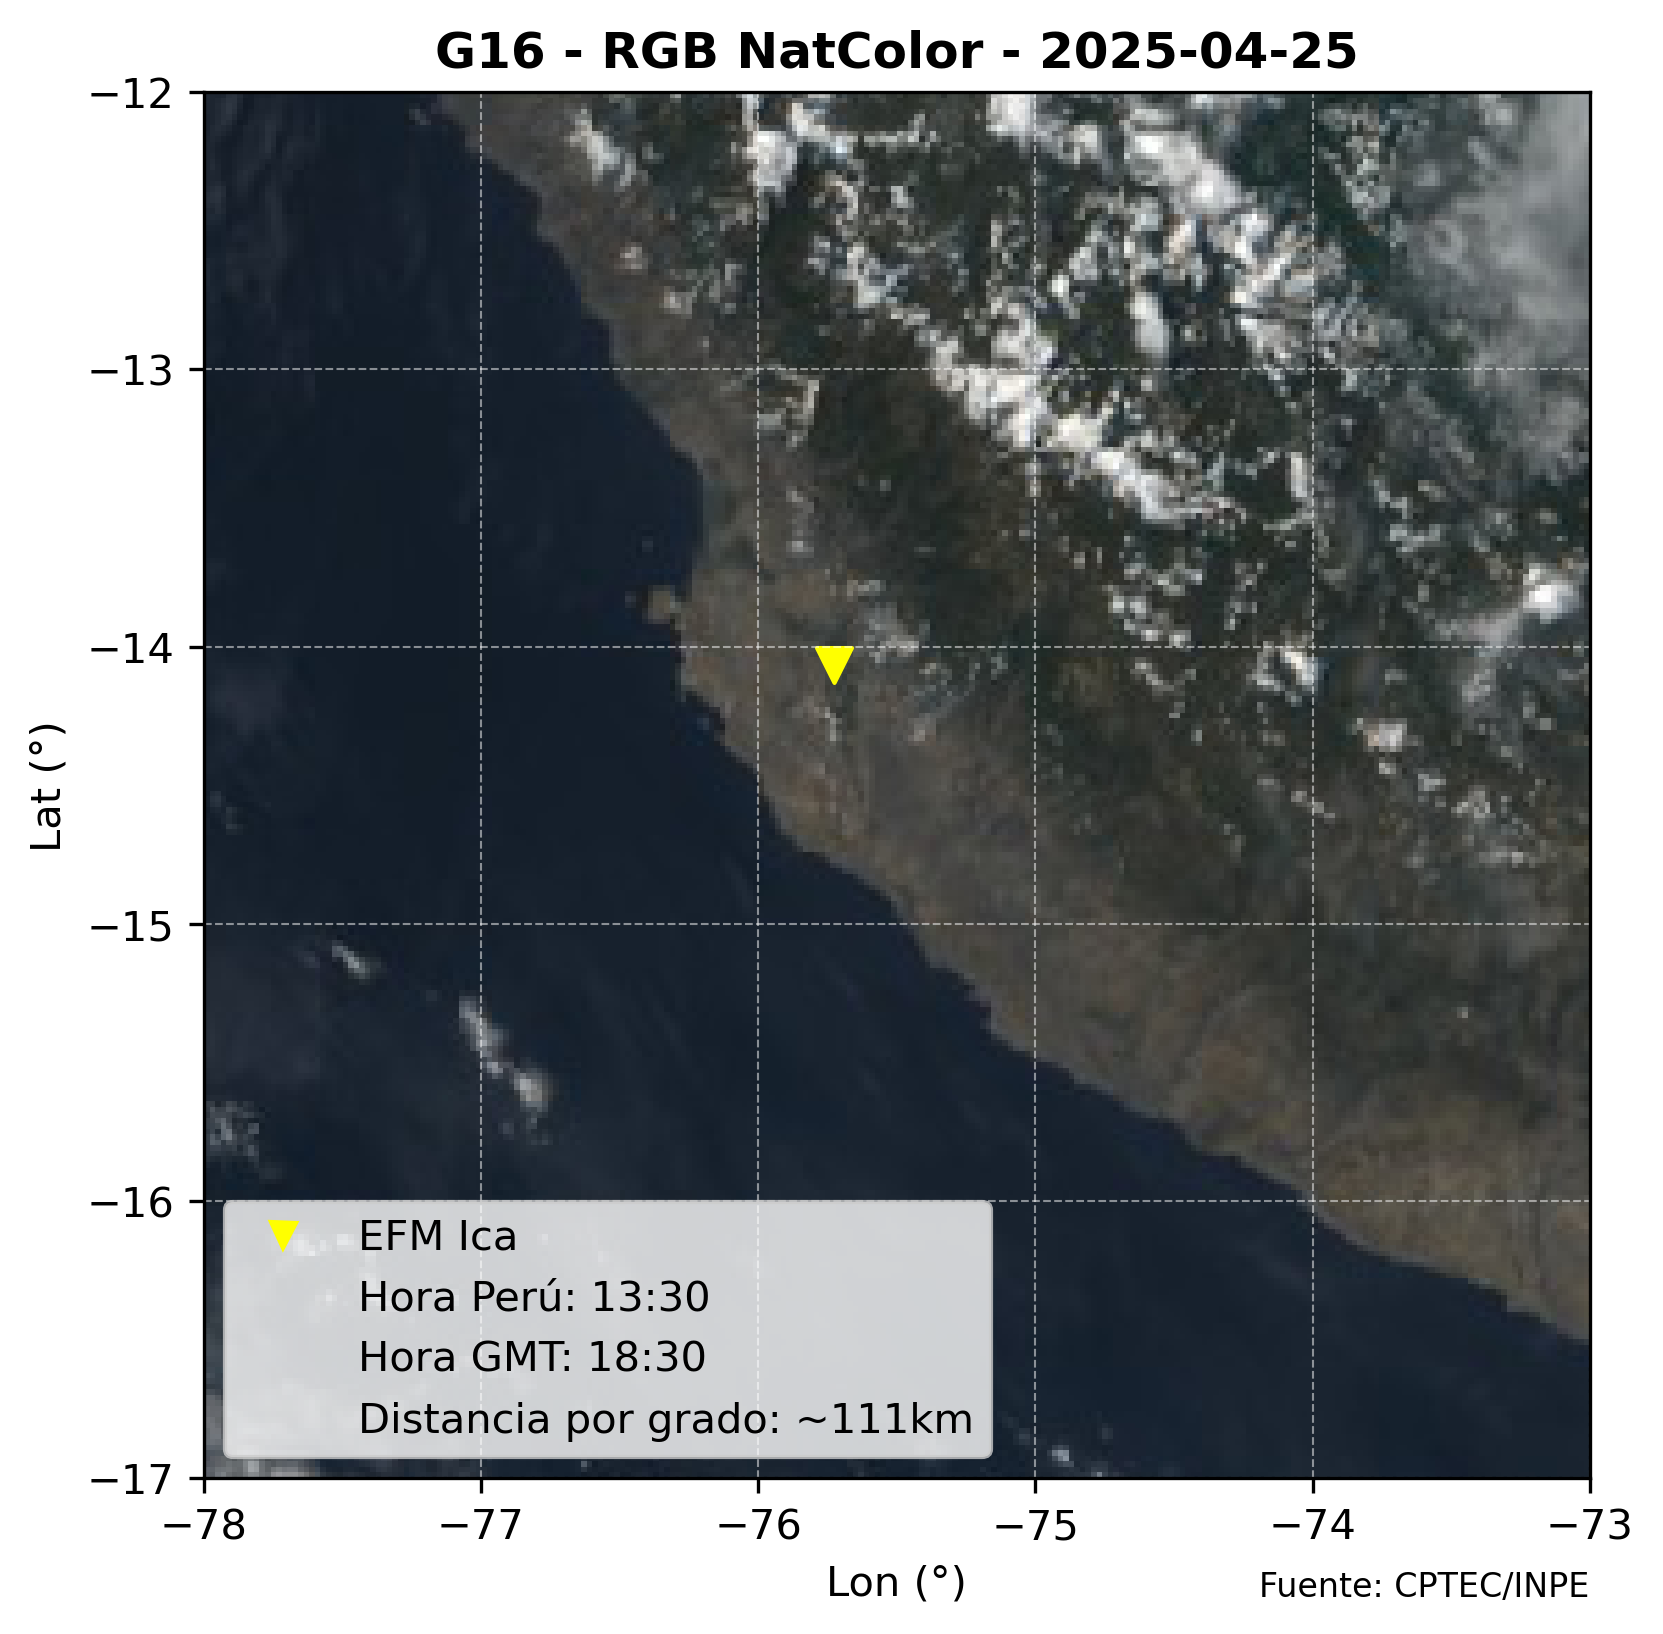 G16 - RGB NatColor - 2025-04-25
−12
−13
−14
−15
−16
−17
Lat (°)
EFM Ica
Hora Perú: 13:30
Hora GMT: 18:30
Distancia por grado: ~111km
−78 −77 −76 −75 −74 −73
Lon (°)
Fuente: CPTEC/INPE